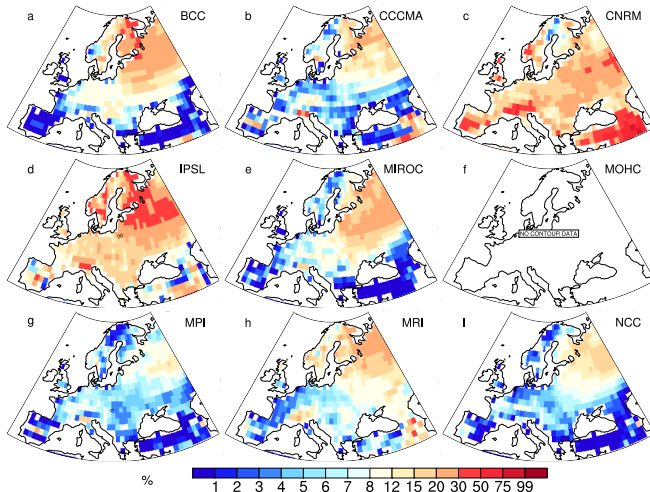 a BCC
b CCCMA
c CNRM
d IPSL
e MIROC
f MOHC
NO CONTOUR DATA
g MPI
h MRI
I NCC
% 1 2 3 4 5 6 7 8 12 15 20 30 50 75 99